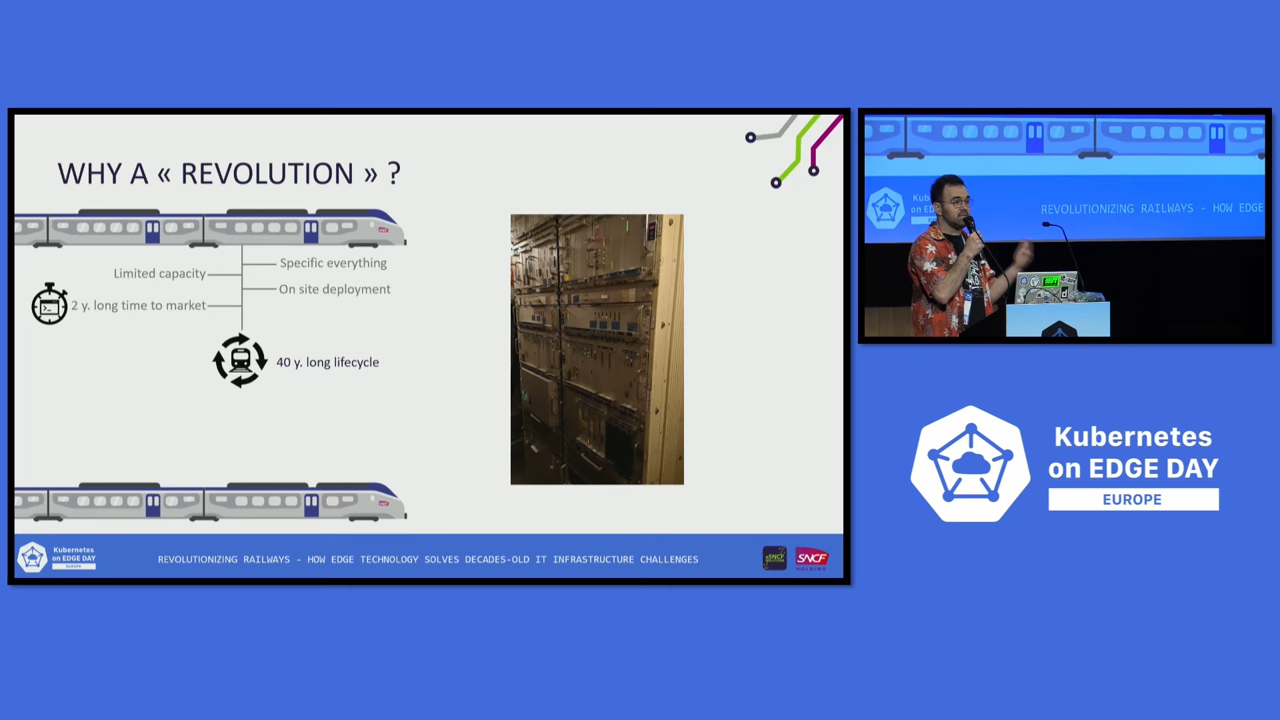 WHY A « REVOLUTION » ?
Limited capacity
Specific everything
On site deployment
2 y. long time to market
40 y. long lifecycle
Kubernetes
on EDGE DAY
EUROPE
REVOLUTIONIZING RAILWAYS - HOW EDGE TECHNOLOGY SOLVES DECADES-OLD IT INFRASTRUCTURE CHALLENGES
SNCF
REVOLUTIONIZING RAILWAYS - HOW EDGE
Kubernetes
on EDGE DAY
EUROPE